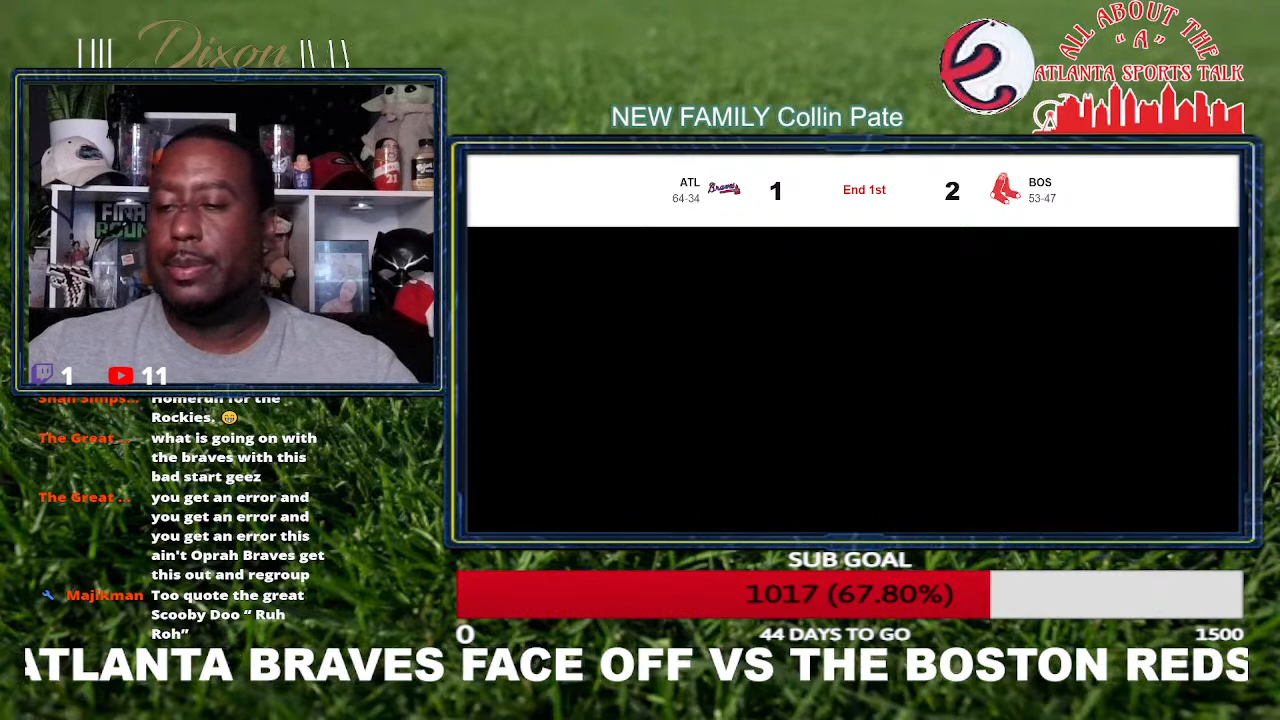 Dixon
ALL ABOUT THE
"A"
ATLANTA SPORTS TALK
NEW FAMILY Collin Pate
ATL
64-34
Braves
1
End 1st
2
BOS
53-47
21
1
11
Homerun for the
Rockies. 😁
The Great ...
what is going on with
the braves with this
bad start geez
The Great ...
you get an error and
you get an error and
you get an error this
ain't Oprah Braves get
this out and regroup
Majikman
Too quote the great
Scooby Doo “ Ruh
Roh”
SUB GOAL
1017 (67.80%)
0
44 DAYS TO GO
1500
ATLANTA BRAVES FACE OFF VS THE BOSTON REDS